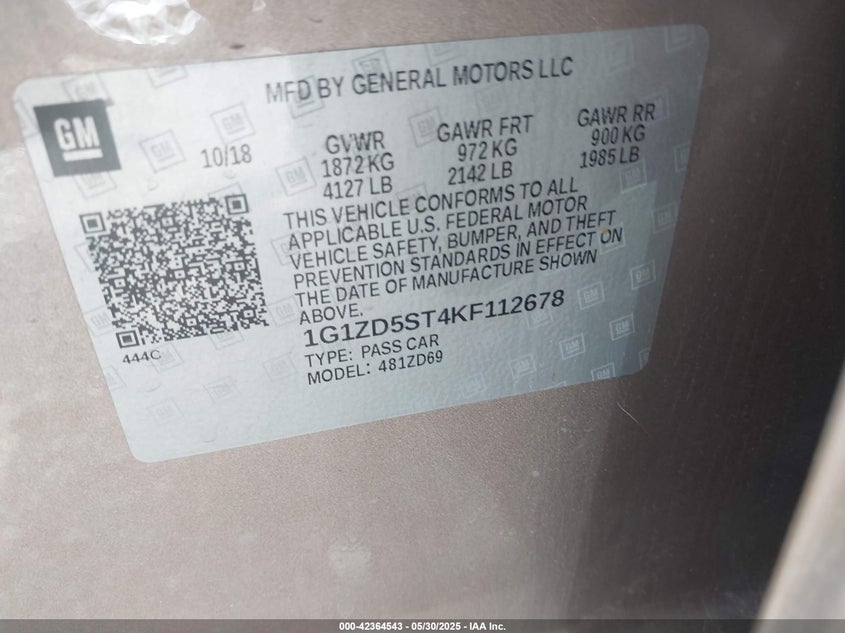 MFD BY GENERAL MOTORS LLC
GM
10/18
GVWR
1872 KG
4127 LB
GAWR FRT
972 KG
2142 LB
GAWR RR
900 KG
1985 LB
THIS VEHICLE CONFORMS TO ALL
APPLICABLE U.S. FEDERAL MOTOR
VEHICLE SAFETY, BUMPER, AND THEFT
PREVENTION STANDARDS IN EFFECT ON
THE DATE OF MANUFACTURE SHOWN
ABOVE.
1G1ZD5ST4KF112678
TYPE: PASS CAR
MODEL: 481ZD69
444C
000-42364543 - 05/30/2025 - IAA Inc.